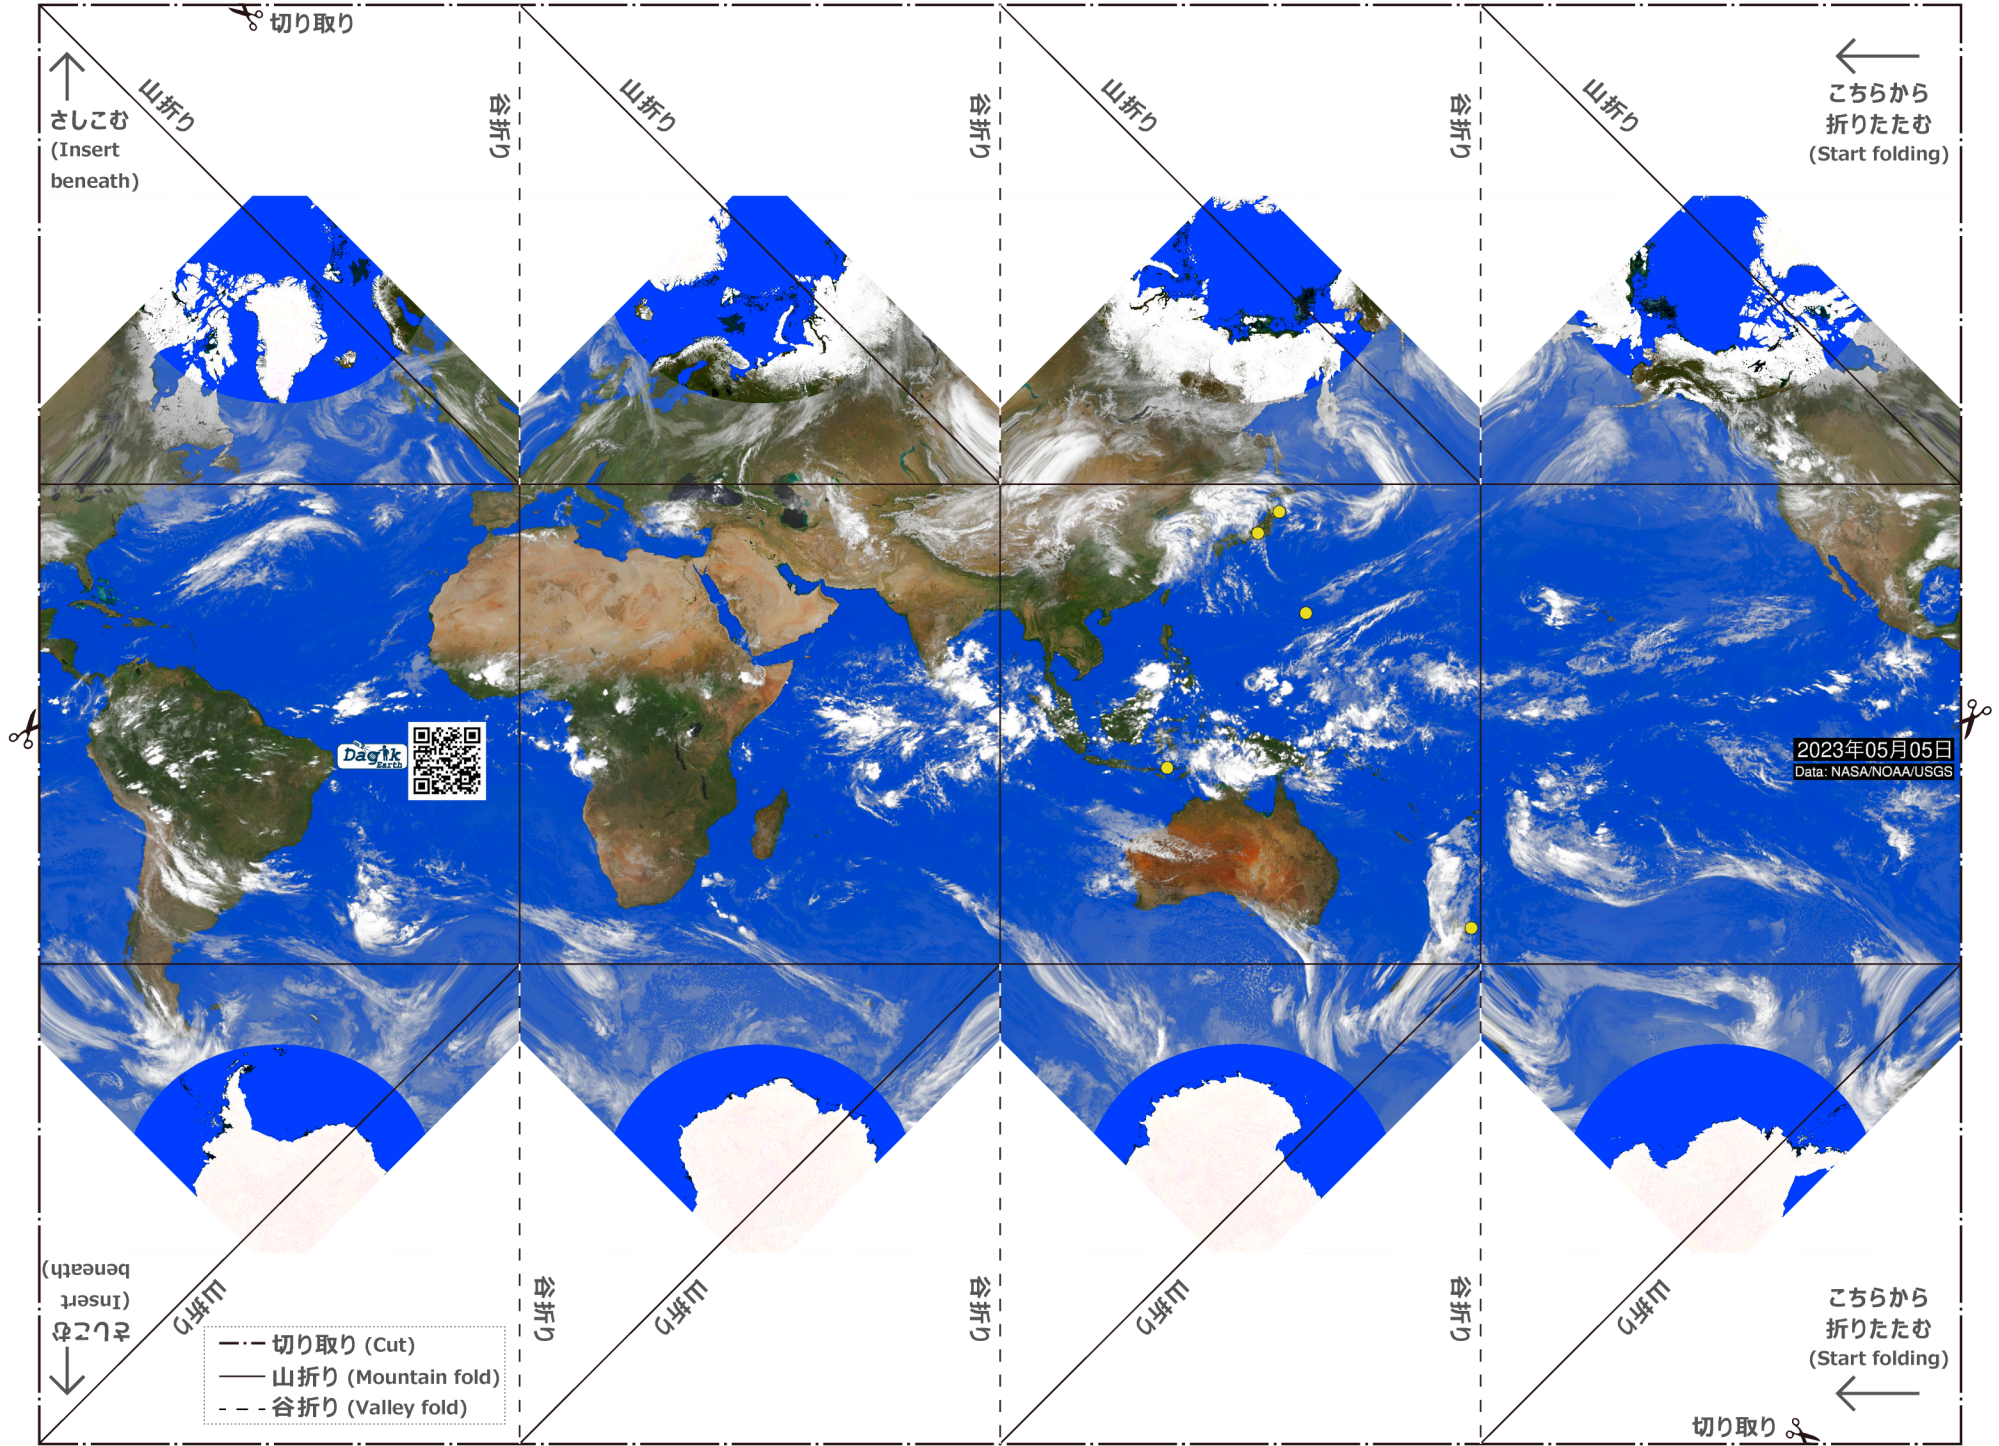 切り取り
さしこむ
(Insert
beneath)
山折り
谷折り
山折り
谷折り
山折り
谷折り
山折り
こちらから
折りたたむ
(Start folding)
Dagik
Earth
2023年05月05日
Data: NASA/NOAA/USGS
さしこむ
(Insert
beneath)
山折り
谷折り
山折り
谷折り
山折り
谷折り
山折り
こちらから
折りたたむ
(Start folding)
切り取り (Cut)
山折り (Mountain fold)
谷折り (Valley fold)
切り取り